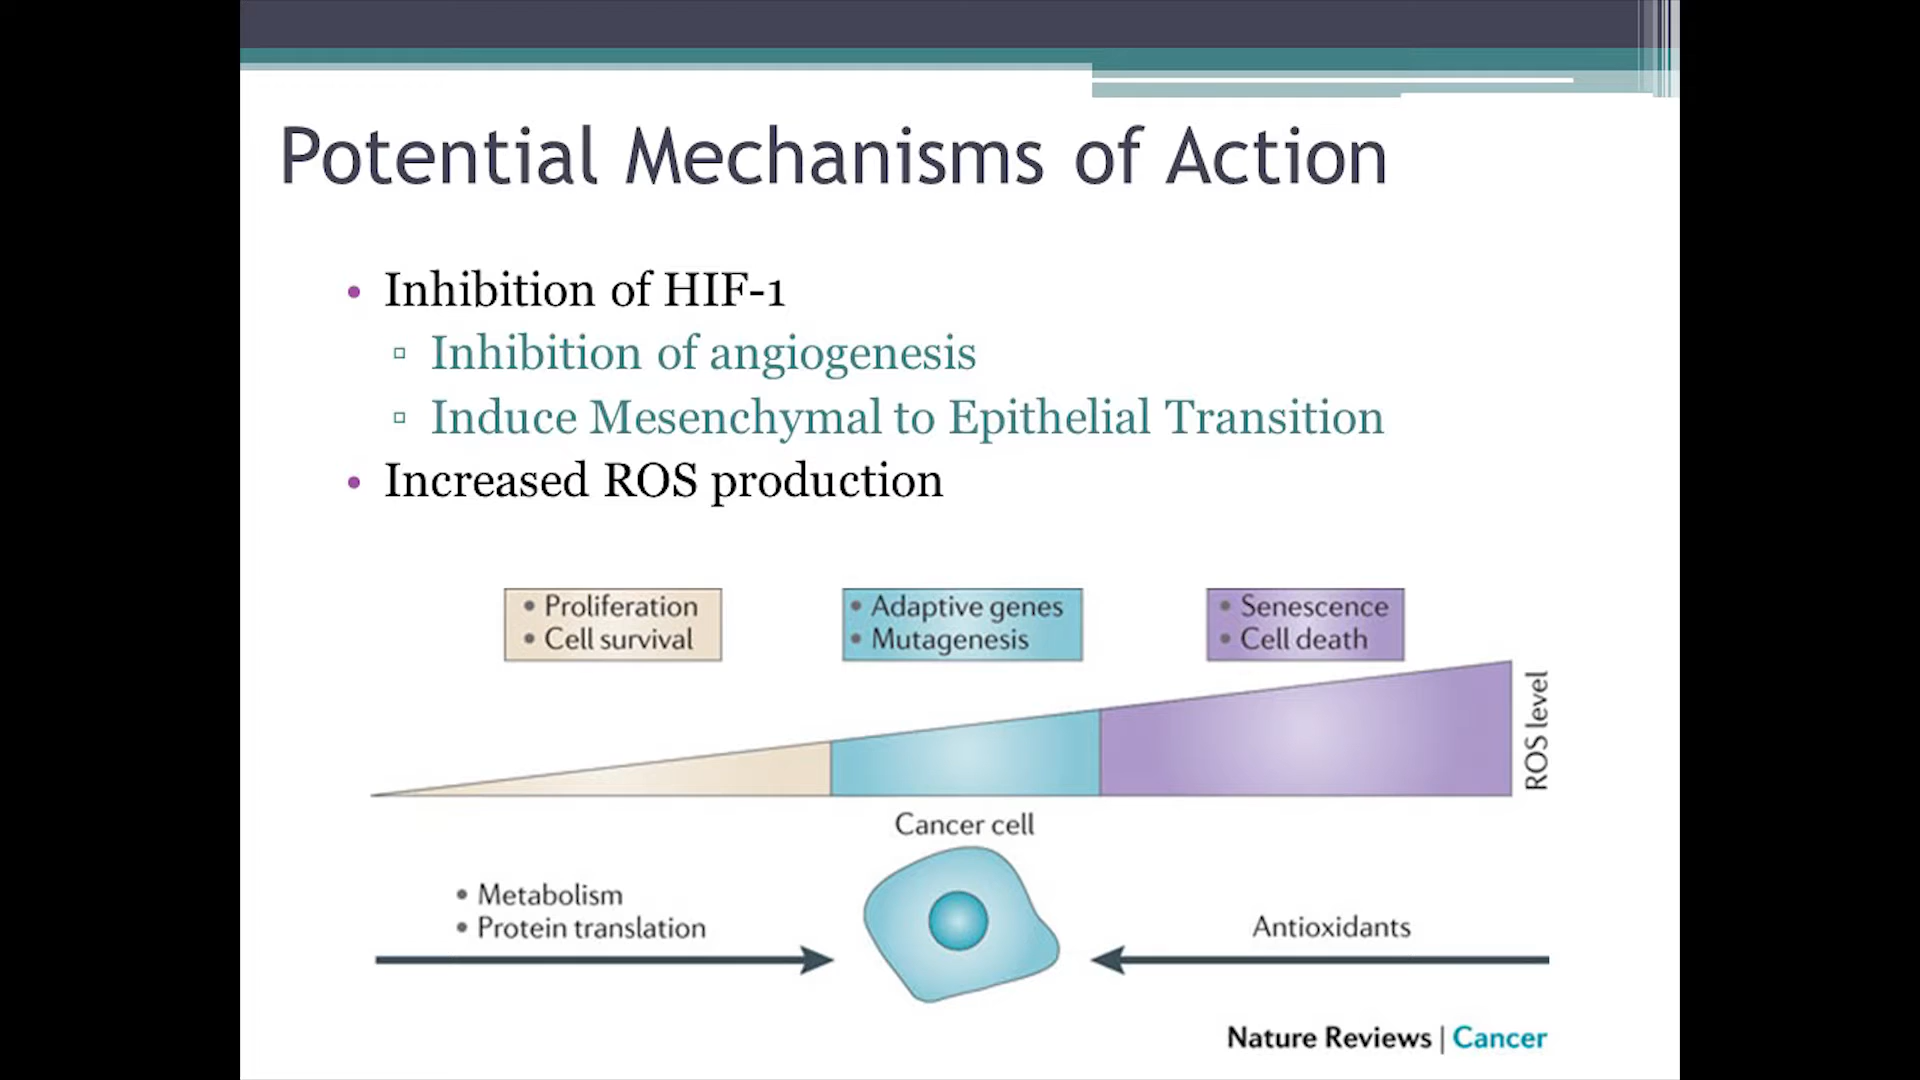 Potential Mechanisms of Action
• Inhibition of HIF-1
▫ Inhibition of angiogenesis
▫ Induce Mesenchymal to Epithelial Transition
• Increased ROS production
• Proliferation
• Cell survival
• Adaptive genes
• Mutagenesis
• Senescence
• Cell death
ROS level
Cancer cell
• Metabolism
• Protein translation
Antioxidants
Nature Reviews | Cancer